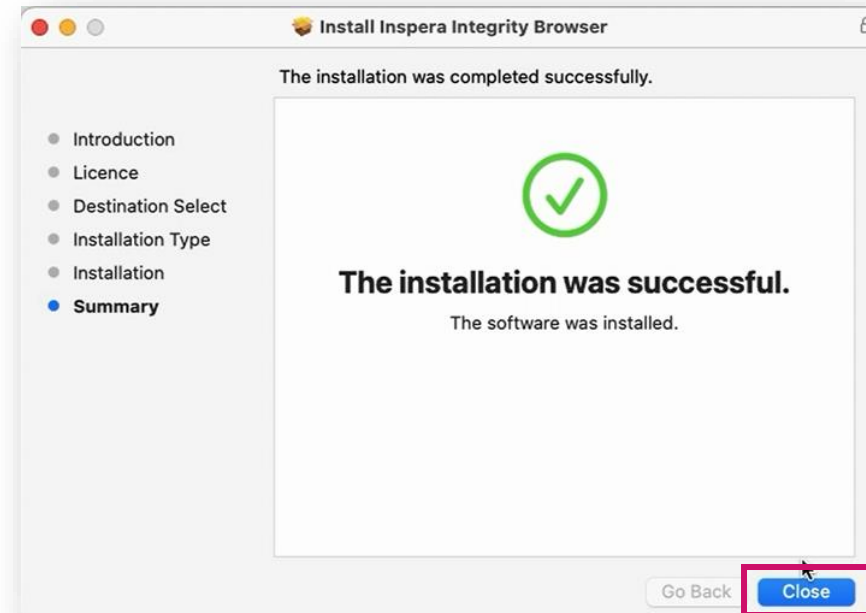 Install Inspera Integrity Browser
The installation was completed successfully.
Introduction
Licence
Destination Select
Installation Type
Installation
Summary
The installation was successful.
The software was installed.
Go Back
Close